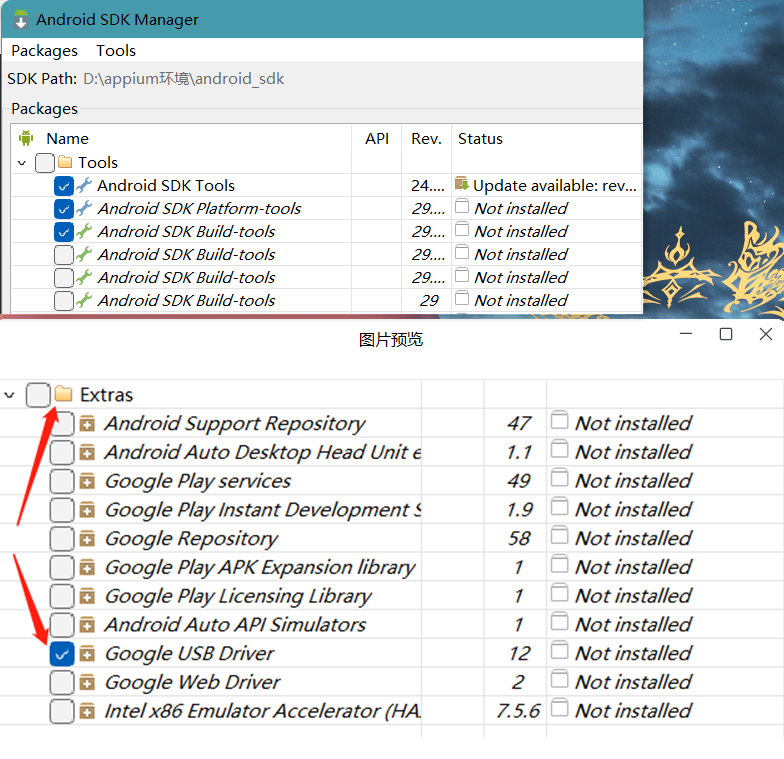 Android SDK Manager
Packages Tools
SDK Path: D:\appium环境\android_sdk
Packages
Name API Rev. Status
Tools
Android SDK Tools 24.... Update available: rev...
Android SDK Platform-tools 29.... Not installed
Android SDK Build-tools 29.... Not installed
Android SDK Build-tools 29.... Not installed
Android SDK Build-tools 29.... Not installed
Android SDK Build-tools 29 Not installed
图片预览
Extras
Android Support Repository 47 Not installed
Android Auto Desktop Head Unit e 1.1 Not installed
Google Play services 49 Not installed
Google Play Instant Development S 1.9 Not installed
Google Repository 58 Not installed
Google Play APK Expansion library 1 Not installed
Google Play Licensing Library 1 Not installed
Android Auto API Simulators 1 Not installed
Google USB Driver 12 Not installed
Google Web Driver 2 Not installed
Intel x86 Emulator Accelerator (HA. 7.5.6 Not installed